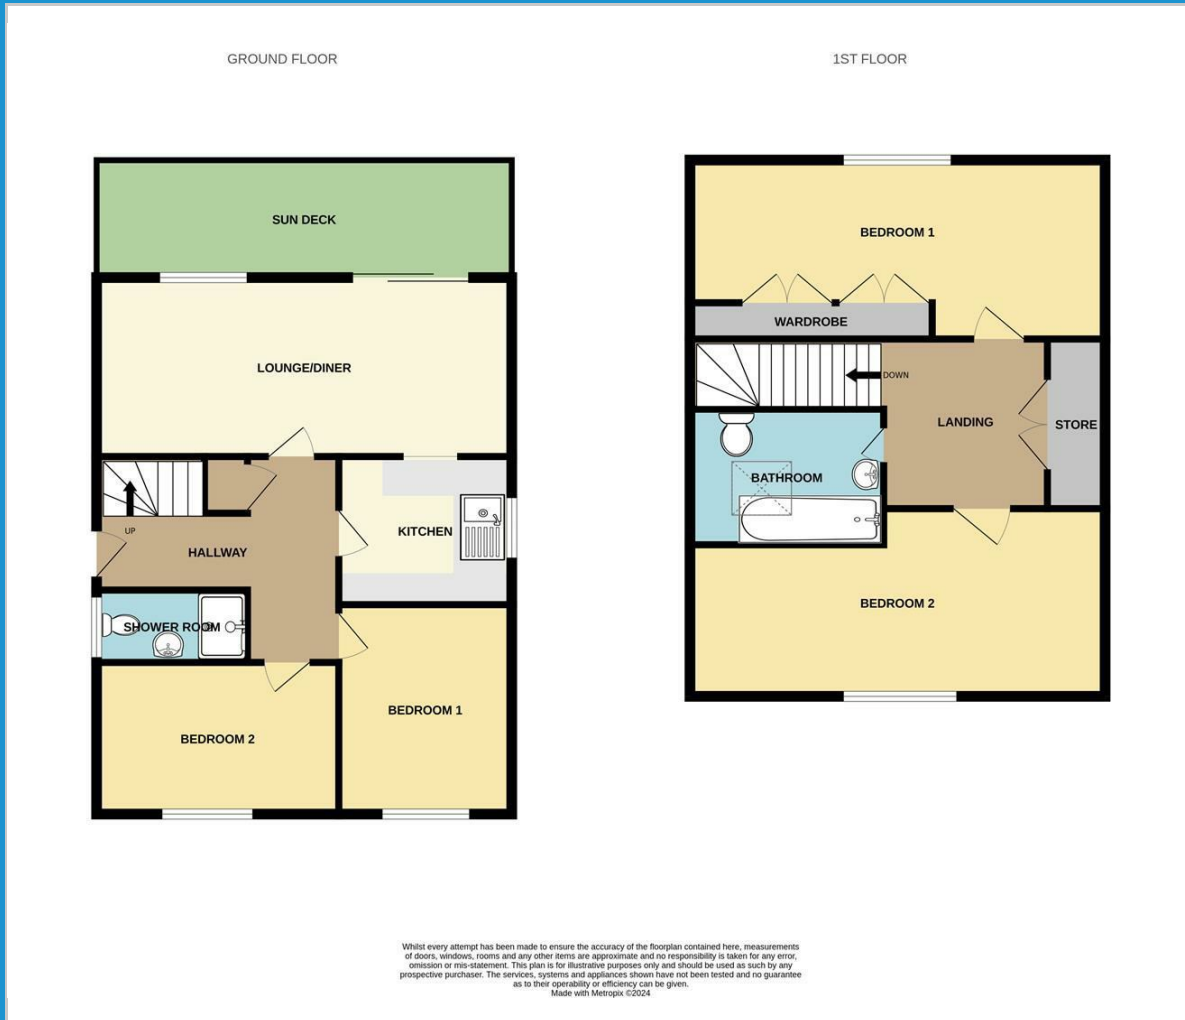 GROUND FLOOR
1ST FLOOR
SUN DECK
LOUNGE/DINER
UP
HALLWAY
KITCHEN
SHOWER ROOM
BEDROOM 2
BEDROOM 1
BEDROOM 1
WARDROBE
DOWN
LANDING
STORE
BATHROOM
BEDROOM 2
Whilst every attempt has been made to ensure the accuracy of the floorplan contained here, measurements
of doors, windows, rooms and any other items are approximate and no responsibility is taken for any error,
omission or mis-statement. This plan is for illustrative purposes only and should be used as such by any
prospective purchaser. The services, systems and appliances shown have not been tested and no guarantee
as to their operability or efficiency can be given.
Made with Metropix ©2024